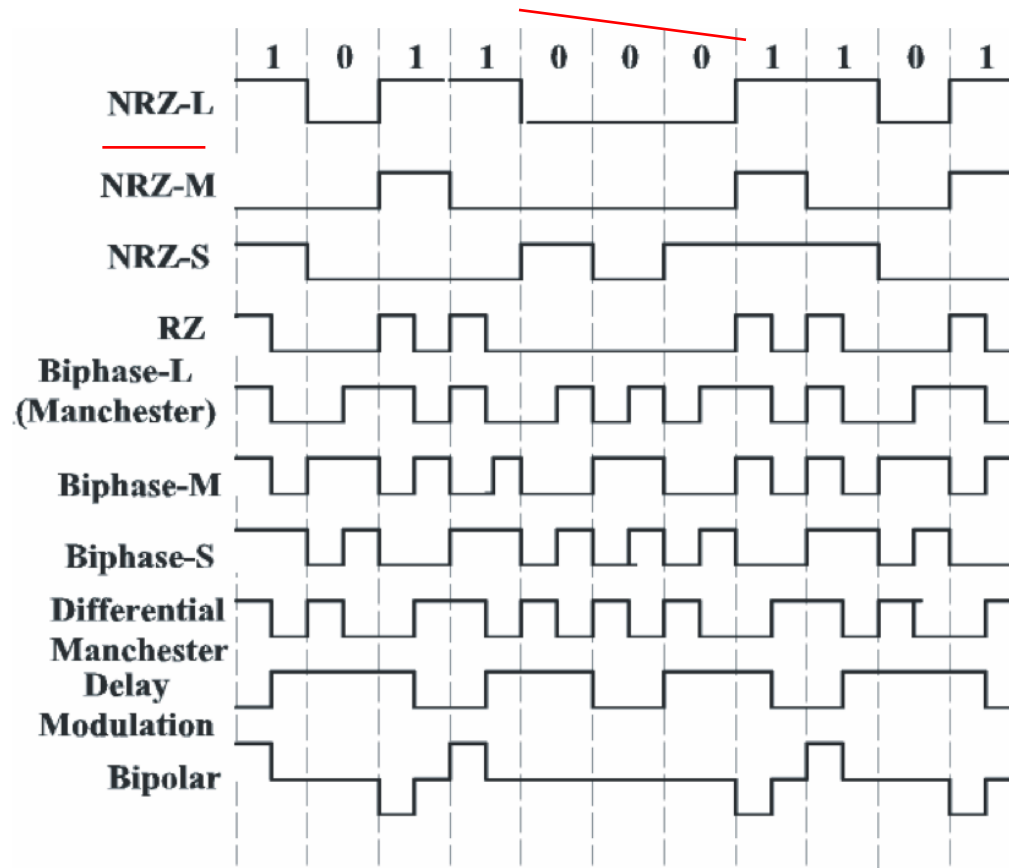 1 0 1 1 0 0 0 1 1 0 1
NRZ-L
NRZ-M
NRZ-S
RZ
Biphase-L
(Manchester)
Biphase-M
Biphase-S
Differential
Manchester
Delay
Modulation
Bipolar